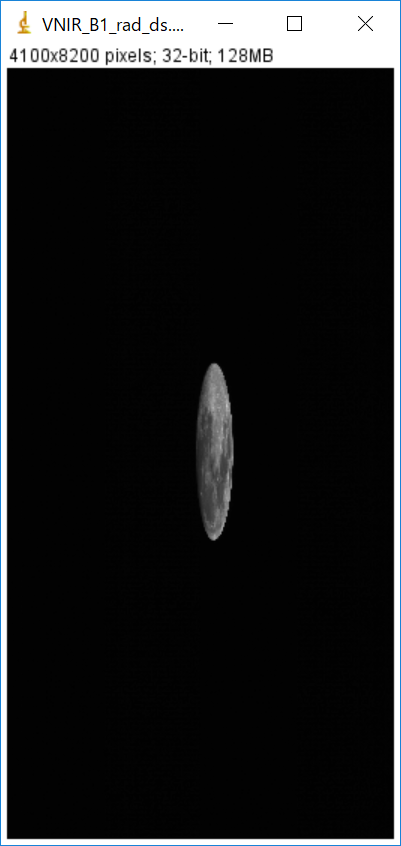 VNIR_B1_rad_ds....
4100x8200 pixels; 32-bit; 128MB